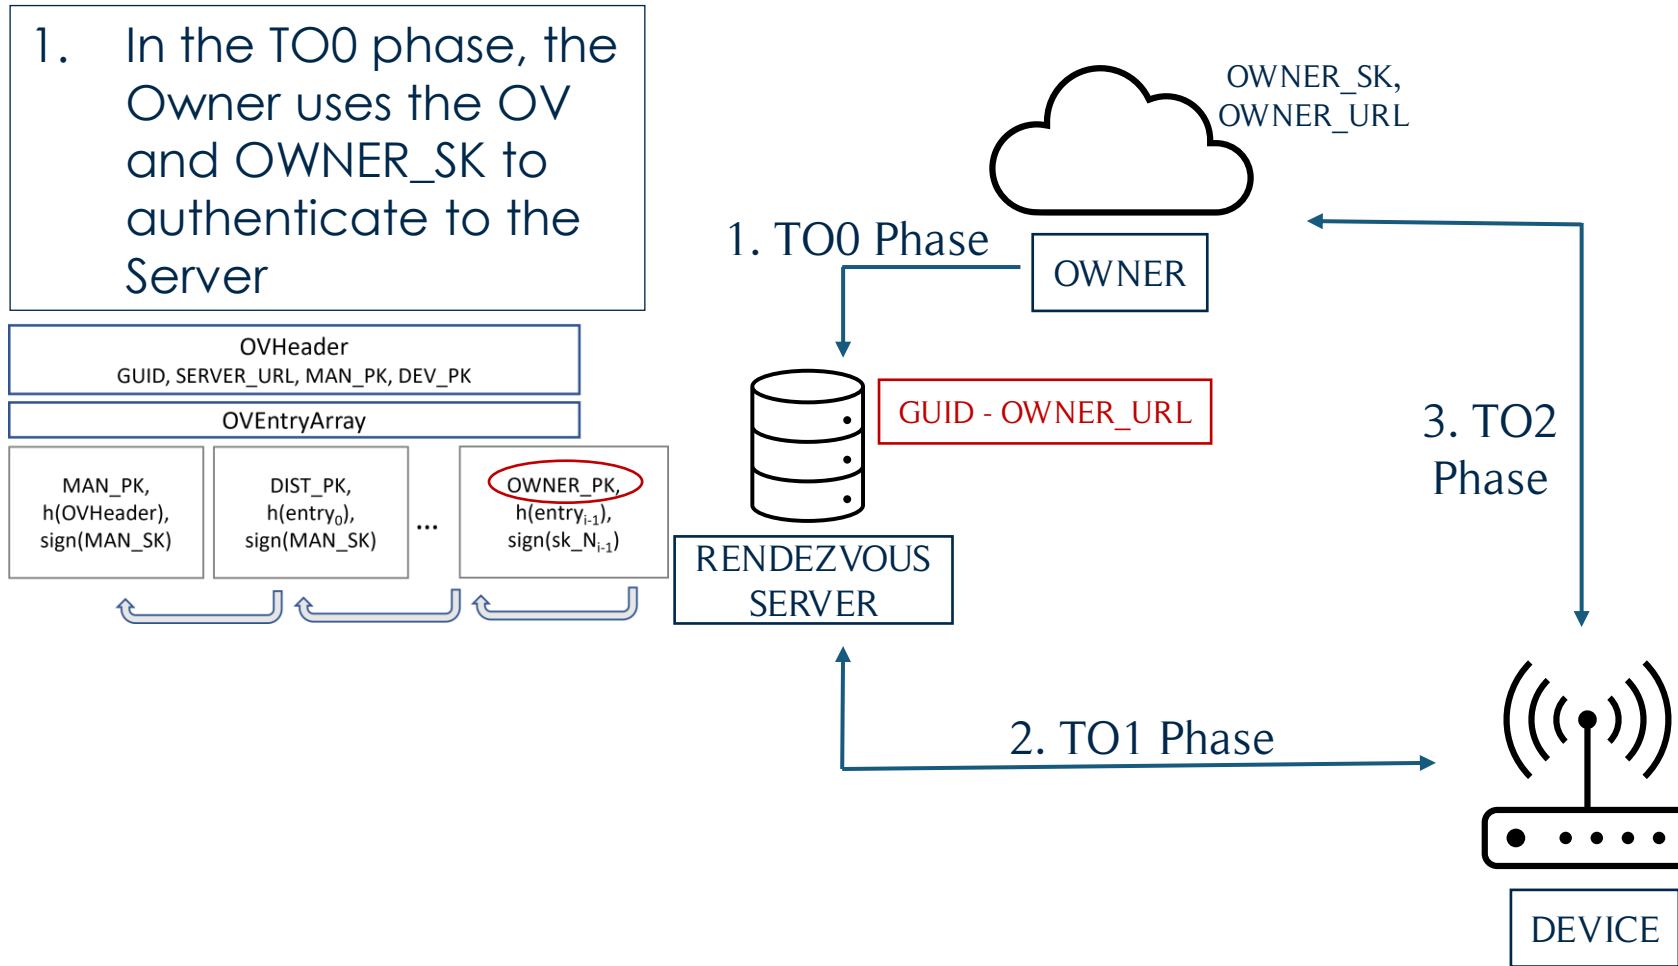 1. In the TO0 phase, the
Owner uses the OV
and OWNER_SK to
authenticate to the
Server
OWNER_SK,
OWNER_URL
1. TO0 Phase
OWNER
OVHeader
GUID, SERVER_URL, MAN_PK, DEV_PK
OVEntryArray
MAN_PK,
h(OVHeader),
sign(MAN_SK)
DIST_PK,
h(entry₀),
sign(MAN_SK)
...
OWNER_PK,
h(entryᵢ₋₁),
sign(sk_Nᵢ₋₁)
GUID - OWNER_URL
RENDEZVOUS
SERVER
3. TO2
Phase
2. TO1 Phase
DEVICE